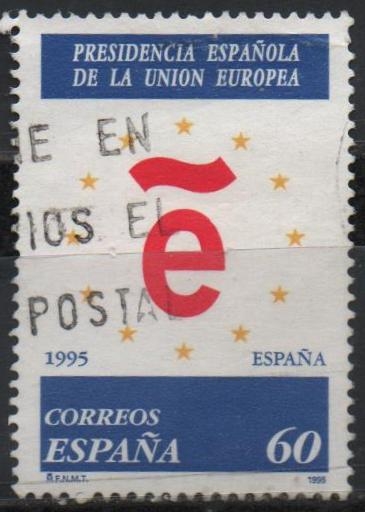 PRESIDENCIA ESPAÑOLA
DE LA UNION EUROPEA
E EN
IOS EL
POSTAL
ẽ
1995 ESPAÑA
CORREOS
ESPAÑA 60
F.N.M.T. 1995